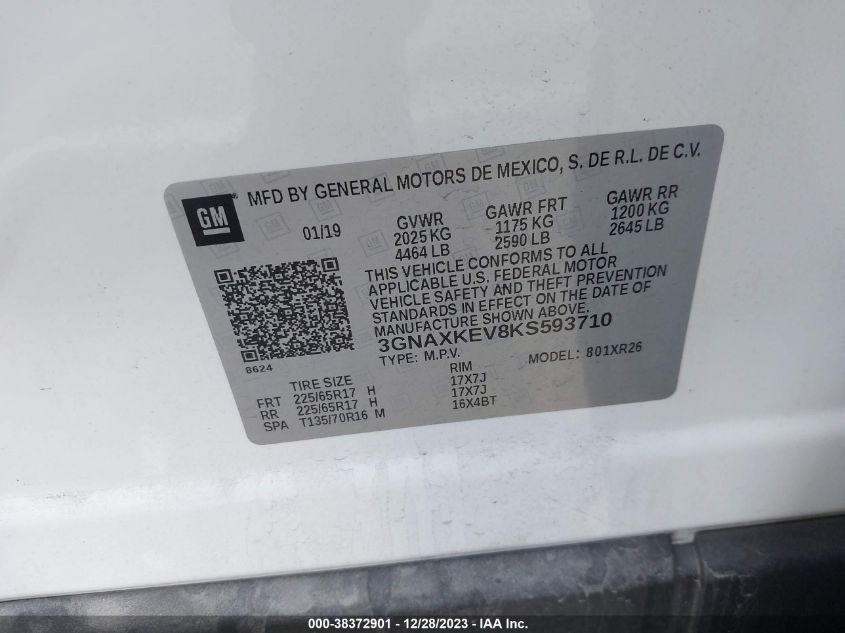 GM®
MFD BY GENERAL MOTORS DE MEXICO, S. DE R.L. DE C.V.
01/19
GVWR GAWR FRT GAWR RR
2025 KG 1175 KG 1200 KG
4464 LB 2590 LB 2645 LB
THIS VEHICLE CONFORMS TO ALL
APPLICABLE U.S. FEDERAL MOTOR
VEHICLE SAFETY AND THEFT PREVENTION
STANDARDS IN EFFECT ON THE DATE OF
MANUFACTURE SHOWN ABOVE.
3GNAXKEV8KS593710
TYPE: M.P.V. MODEL: 801XR26
8624
TIRE SIZE RIM
FRT 225/65R17 H 17X7J
RR 225/65R17 H 17X7J
SPA T135/70R16 M 16X4BT
000-38372901 - 12/28/2023 - IAA Inc.